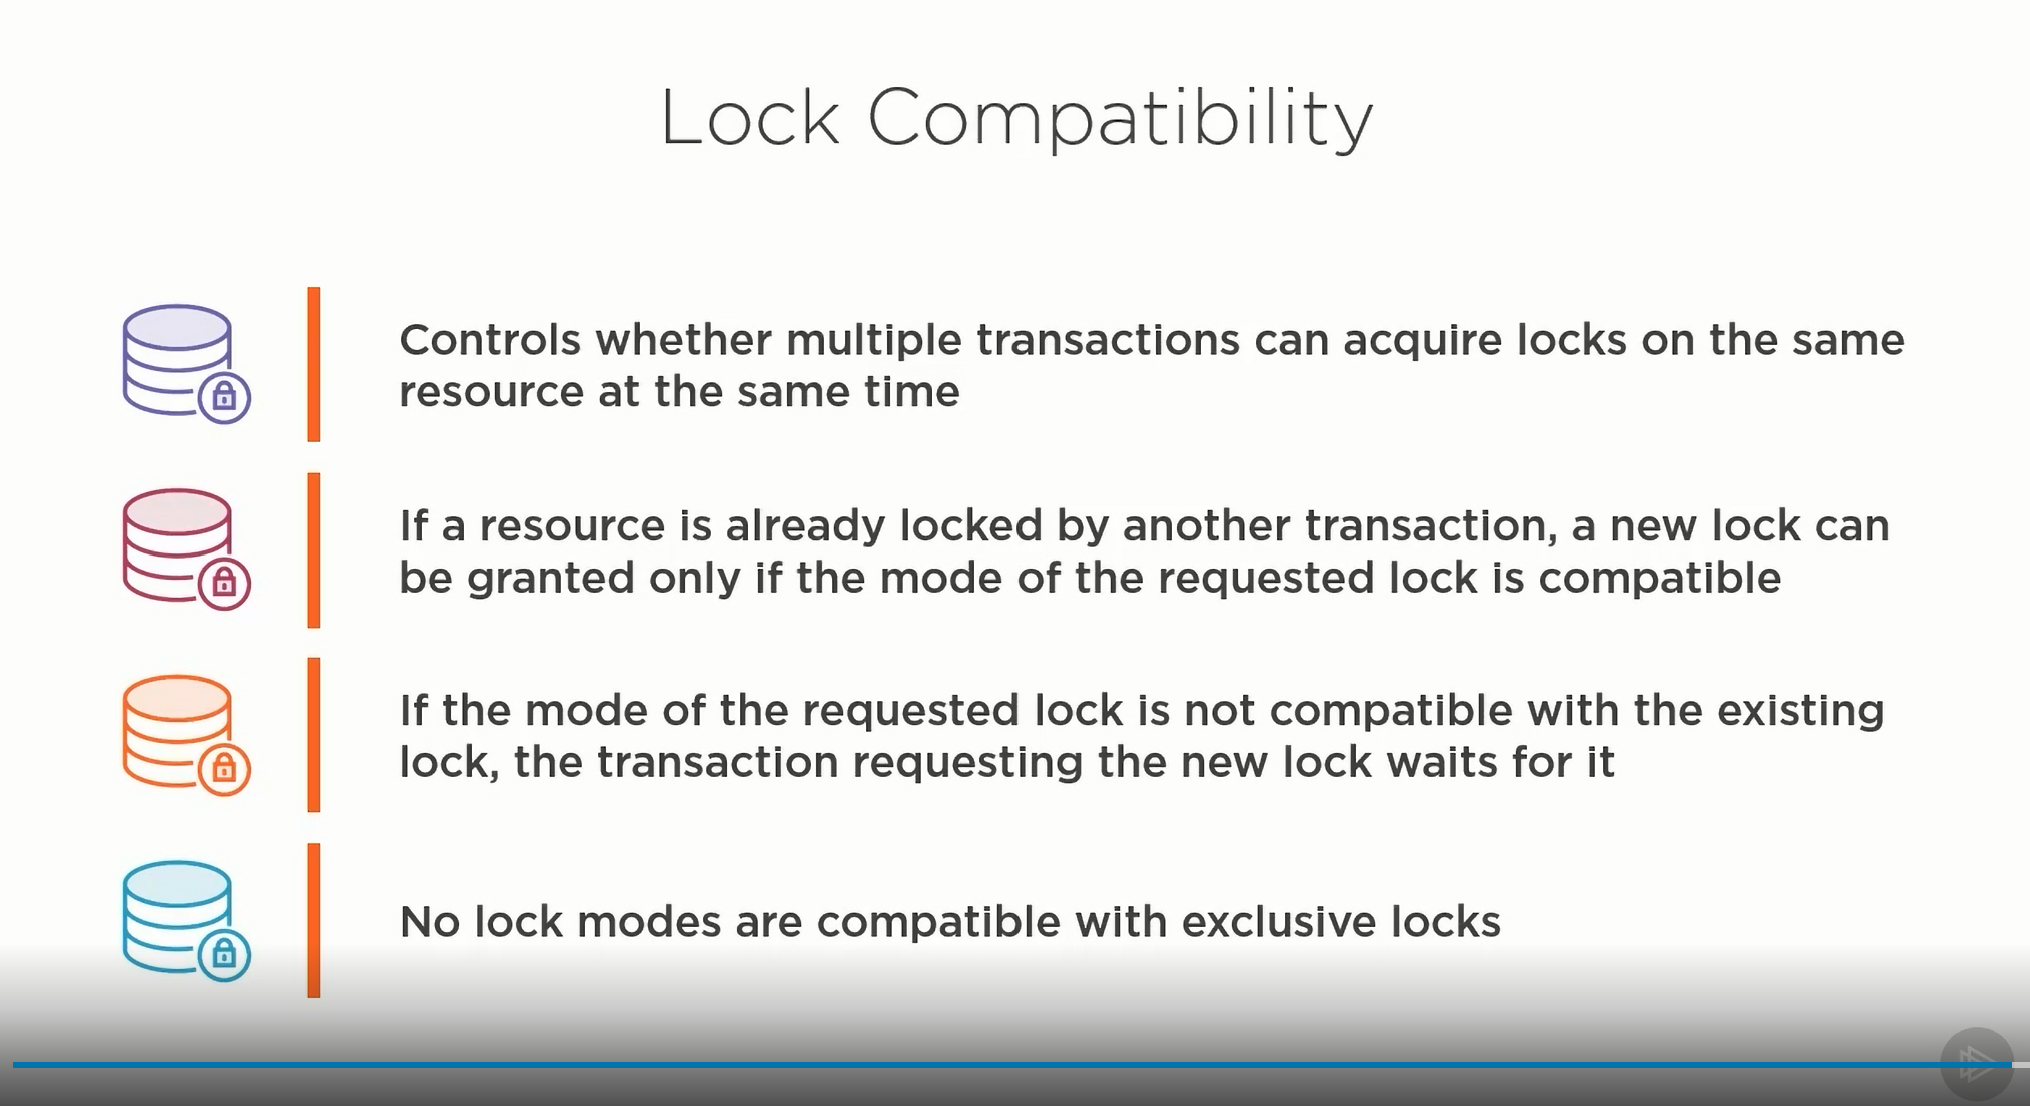 Lock Compatibility
Controls whether multiple transactions can acquire locks on the same
resource at the same time
If a resource is already locked by another transaction, a new lock can
be granted only if the mode of the requested lock is compatible
If the mode of the requested lock is not compatible with the existing
lock, the transaction requesting the new lock waits for it
No lock modes are compatible with exclusive locks